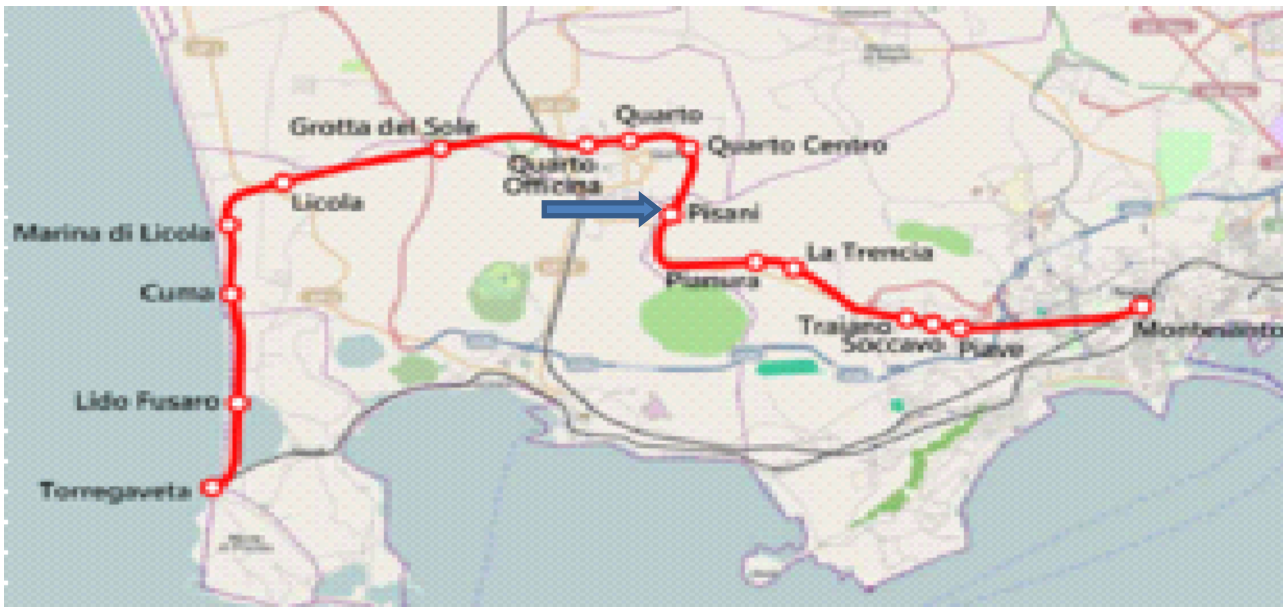 Quarto
Grotta del Sole
Quarto Centro
Quarto
Officina
Licola
Pisani
Marina di Licola
La Trencia
Pianura
Cuma
Traiano
Montesanto
Soccavo
Piave
Lido Fusaro
Torregaveta